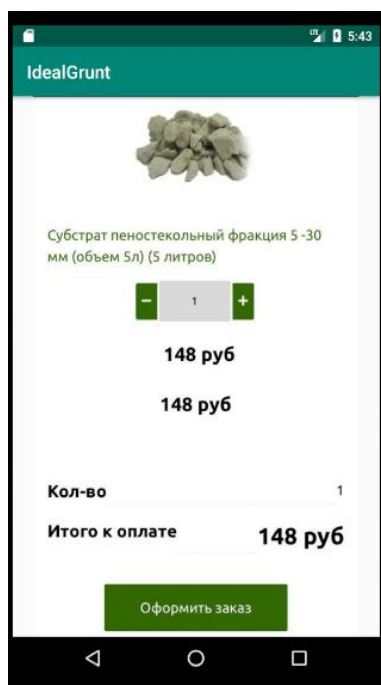 LTE 5:43
IdealGrunt
Субстрат пеностекольный фракция 5 -30
мм (объем 5л) (5 литров)
− 1 +
148 руб
148 руб
Кол-во 1
Итого к оплате 148 руб
Оформить заказ